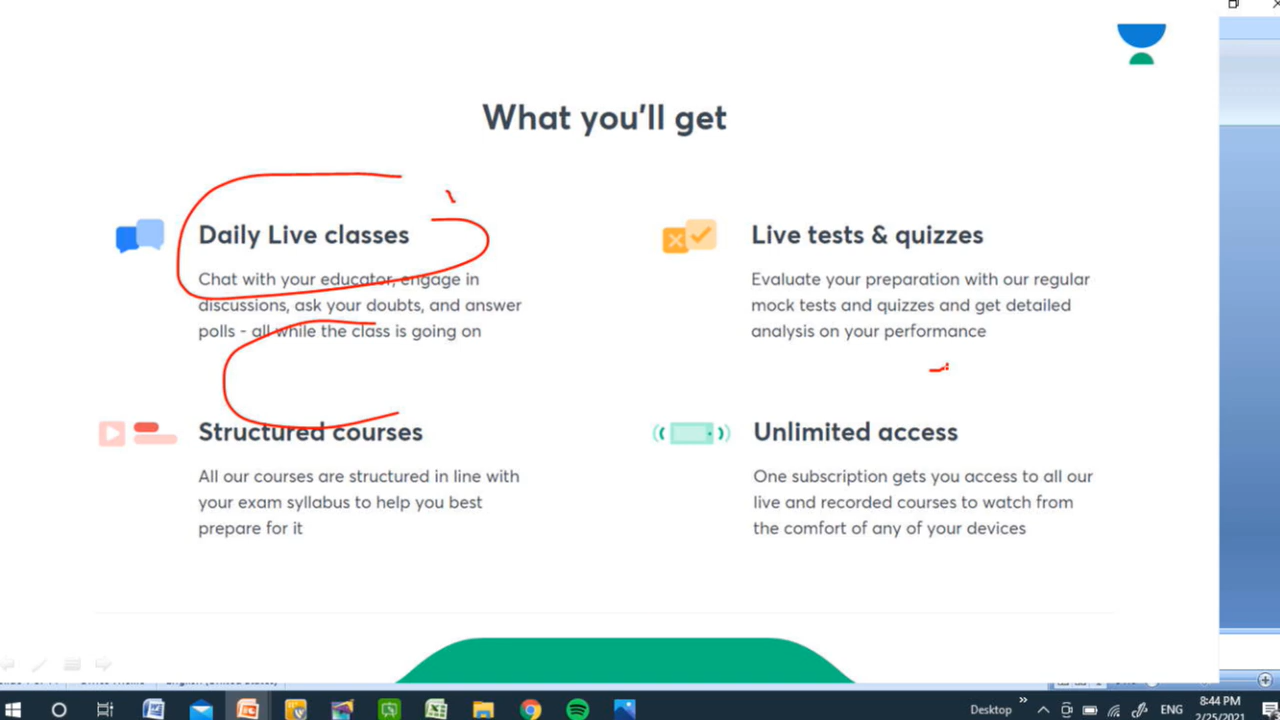 What you'll get
Daily Live classes
Chat with your educator, engage in
discussions, ask your doubts, and answer
polls - all while the class is going on
Live tests & quizzes
Evaluate your preparation with our regular
mock tests and quizzes and get detailed
analysis on your performance
Structured courses
All our courses are structured in line with
your exam syllabus to help you best
prepare for it
Unlimited access
One subscription gets you access to all our
live and recorded courses to watch from
the comfort of any of your devices
Desktop
ENG
8:44 PM